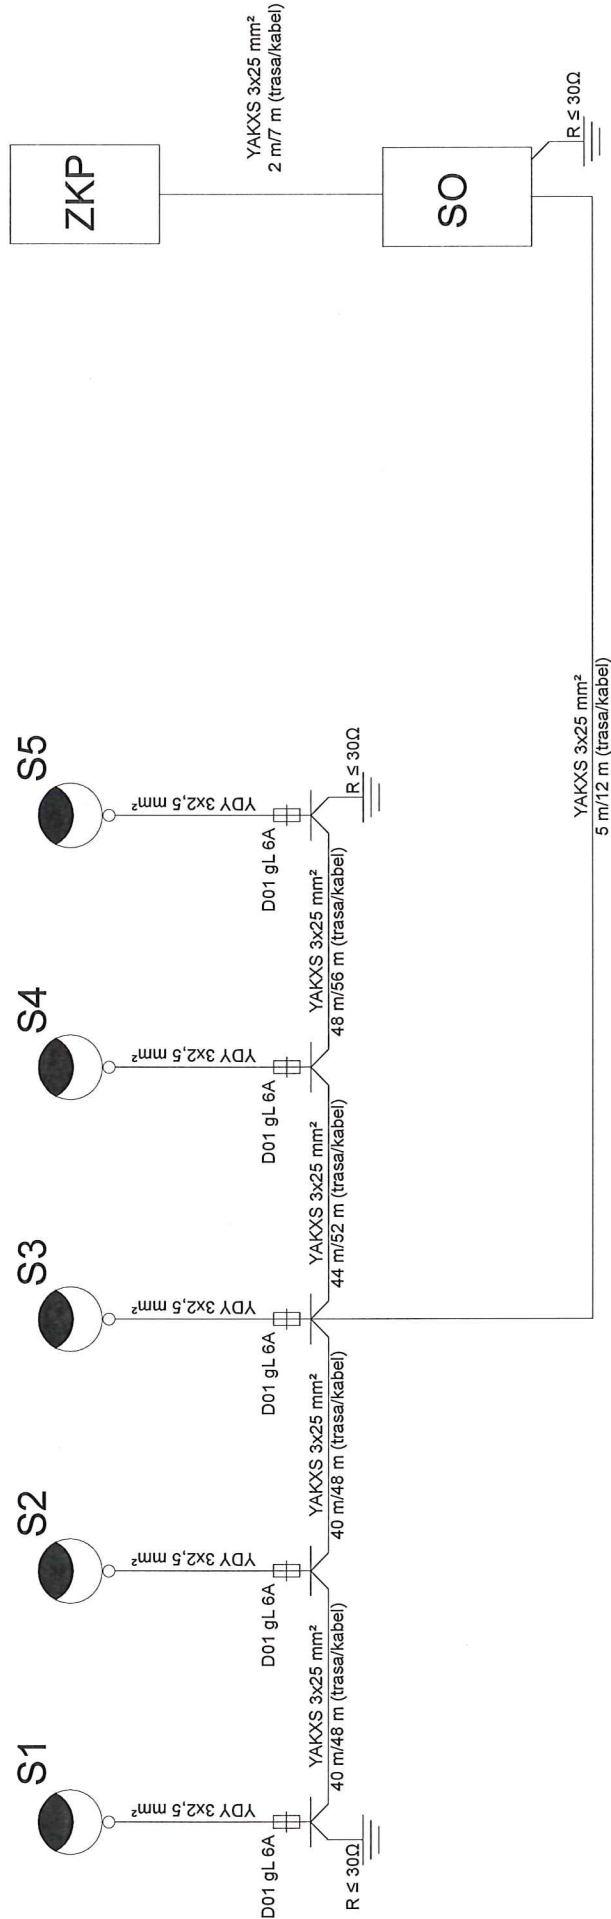 S1
S2
S3
S4
S5
YDY 3x2,5 mm²
YDY 3x2,5 mm²
YDY 3x2,5 mm²
YDY 3x2,5 mm²
YDY 3x2,5 mm²
D01 gL 6A
D01 gL 6A
D01 gL 6A
D01 gL 6A
D01 gL 6A
R ≤ 30Ω
YAKXS 3x25 mm²
40 m/48 m (trasa/kabel)
YAKXS 3x25 mm²
40 m/48 m (trasa/kabel)
YAKXS 3x25 mm²
44 m/52 m (trasa/kabel)
YAKXS 3x25 mm²
48 m/56 m (trasa/kabel)
R ≤ 30Ω
YAKXS 3x25 mm²
5 m/12 m (trasa/kabel)
ZKP
YAKXS 3x25 mm²
2 m/7 m (trasa/kabel)
SO
R ≤ 30Ω